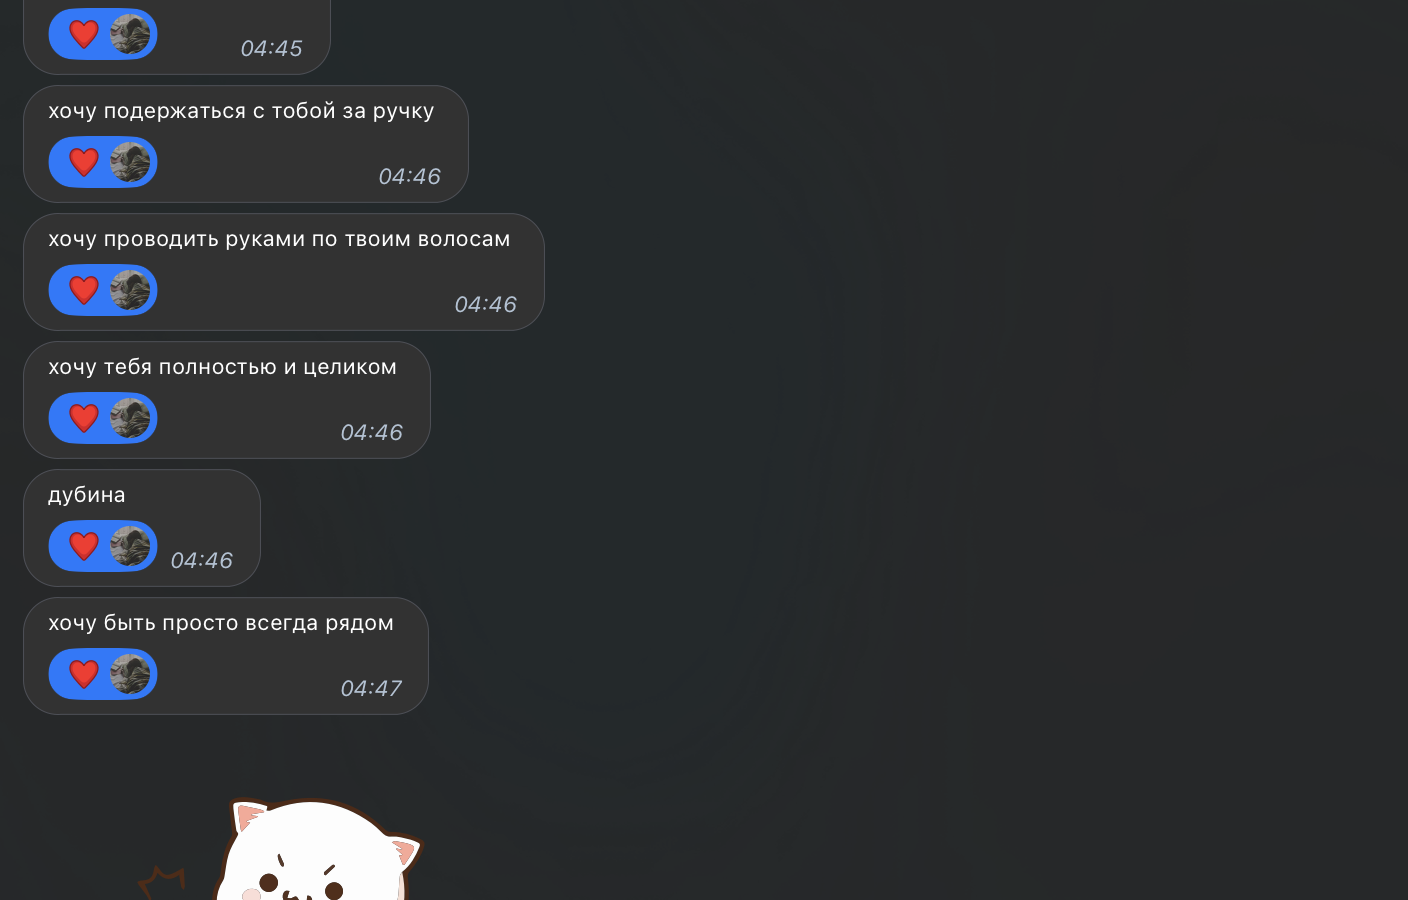 04:45
хочу подержаться с тобой за ручку
04:46
хочу проводить руками по твоим волосам
04:46
хочу тебя полностью и целиком
04:46
дубина
04:46
хочу быть просто всегда рядом
04:47